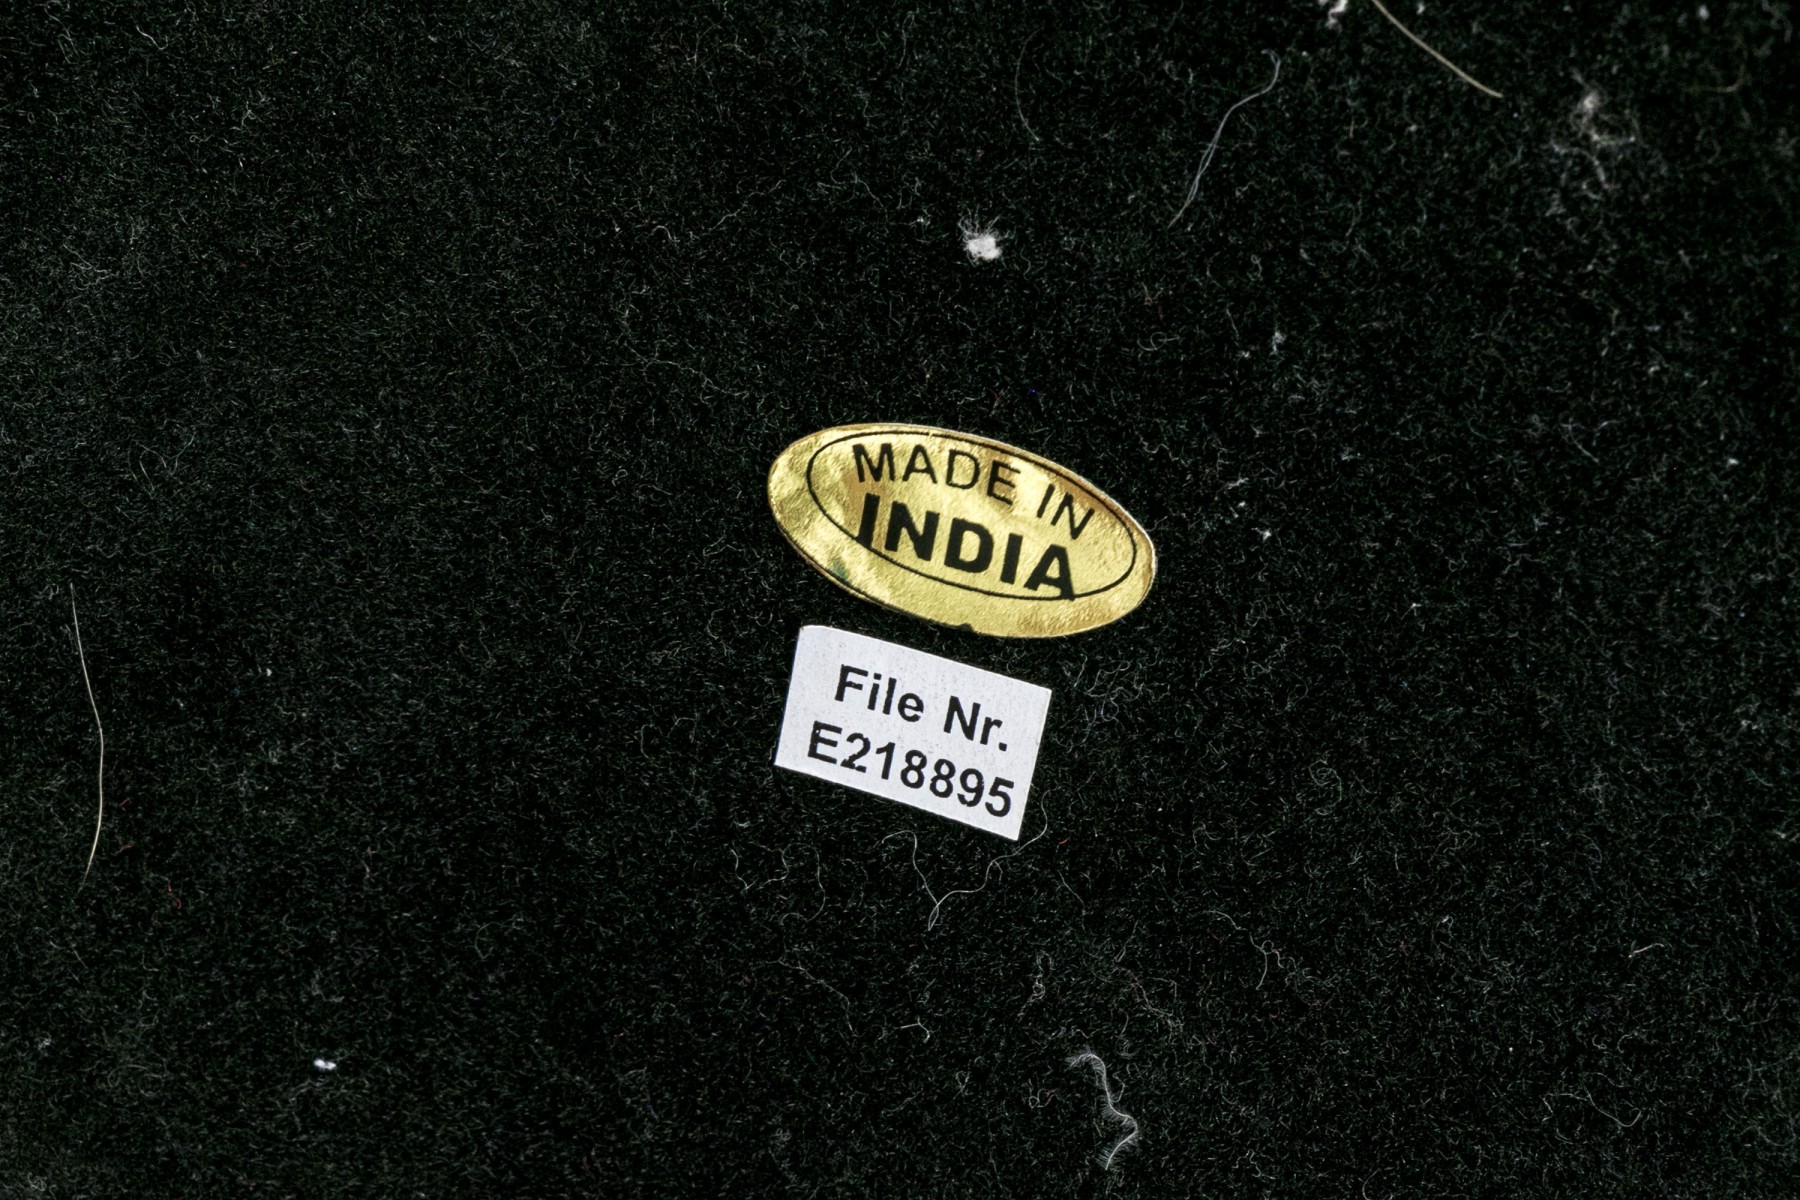 MADE IN
INDIA
File Nr.
E218895